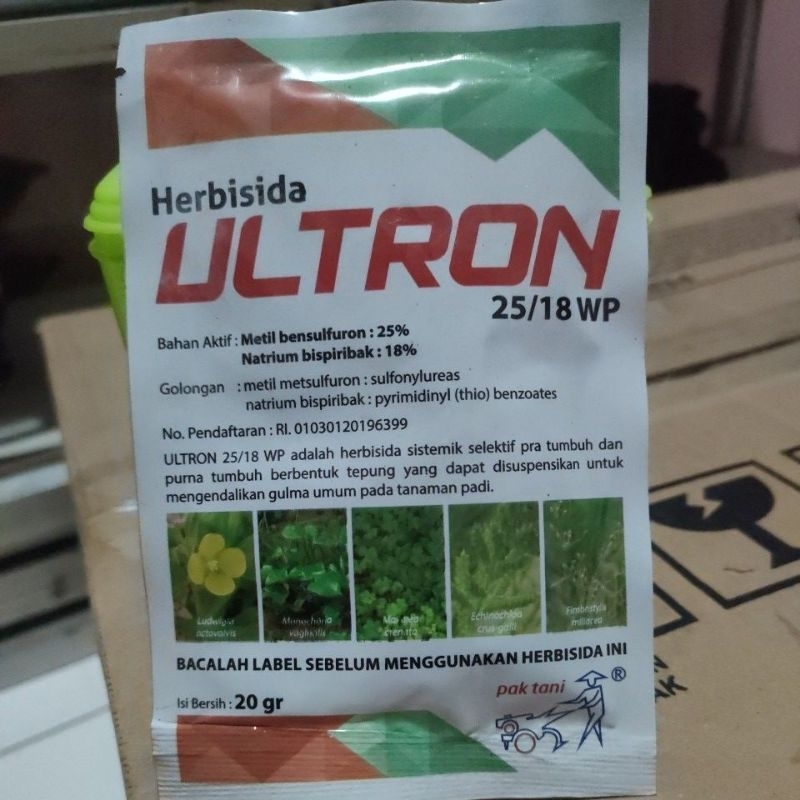 Herbisida
ULTRON
25/18 WP
Bahan Aktif : Metil bensulfuron : 25%
Natrium bispiribak : 18%
Golongan : metil metsulfuron : sulfonylureas
natrium bispiribak : pyrimidinyl (thio) benzoates
No. Pendaftaran : RI. 01030120196399
ULTRON 25/18 WP adalah herbisida sistemik selektif pra tumbuh dan
purna tumbuh berbentuk tepung yang dapat disuspensikan untuk
mengendalikan gulma umum pada tanaman padi.
Ludwigia octovalvis
Monochoria vaginalis
Marsilea crenata
Echinochloa crus-galli
Fimbristylis miliacea
BACALAH LABEL SEBELUM MENGGUNAKAN HERBISIDA INI
Isi Bersih : 20 gr
pak tani ®